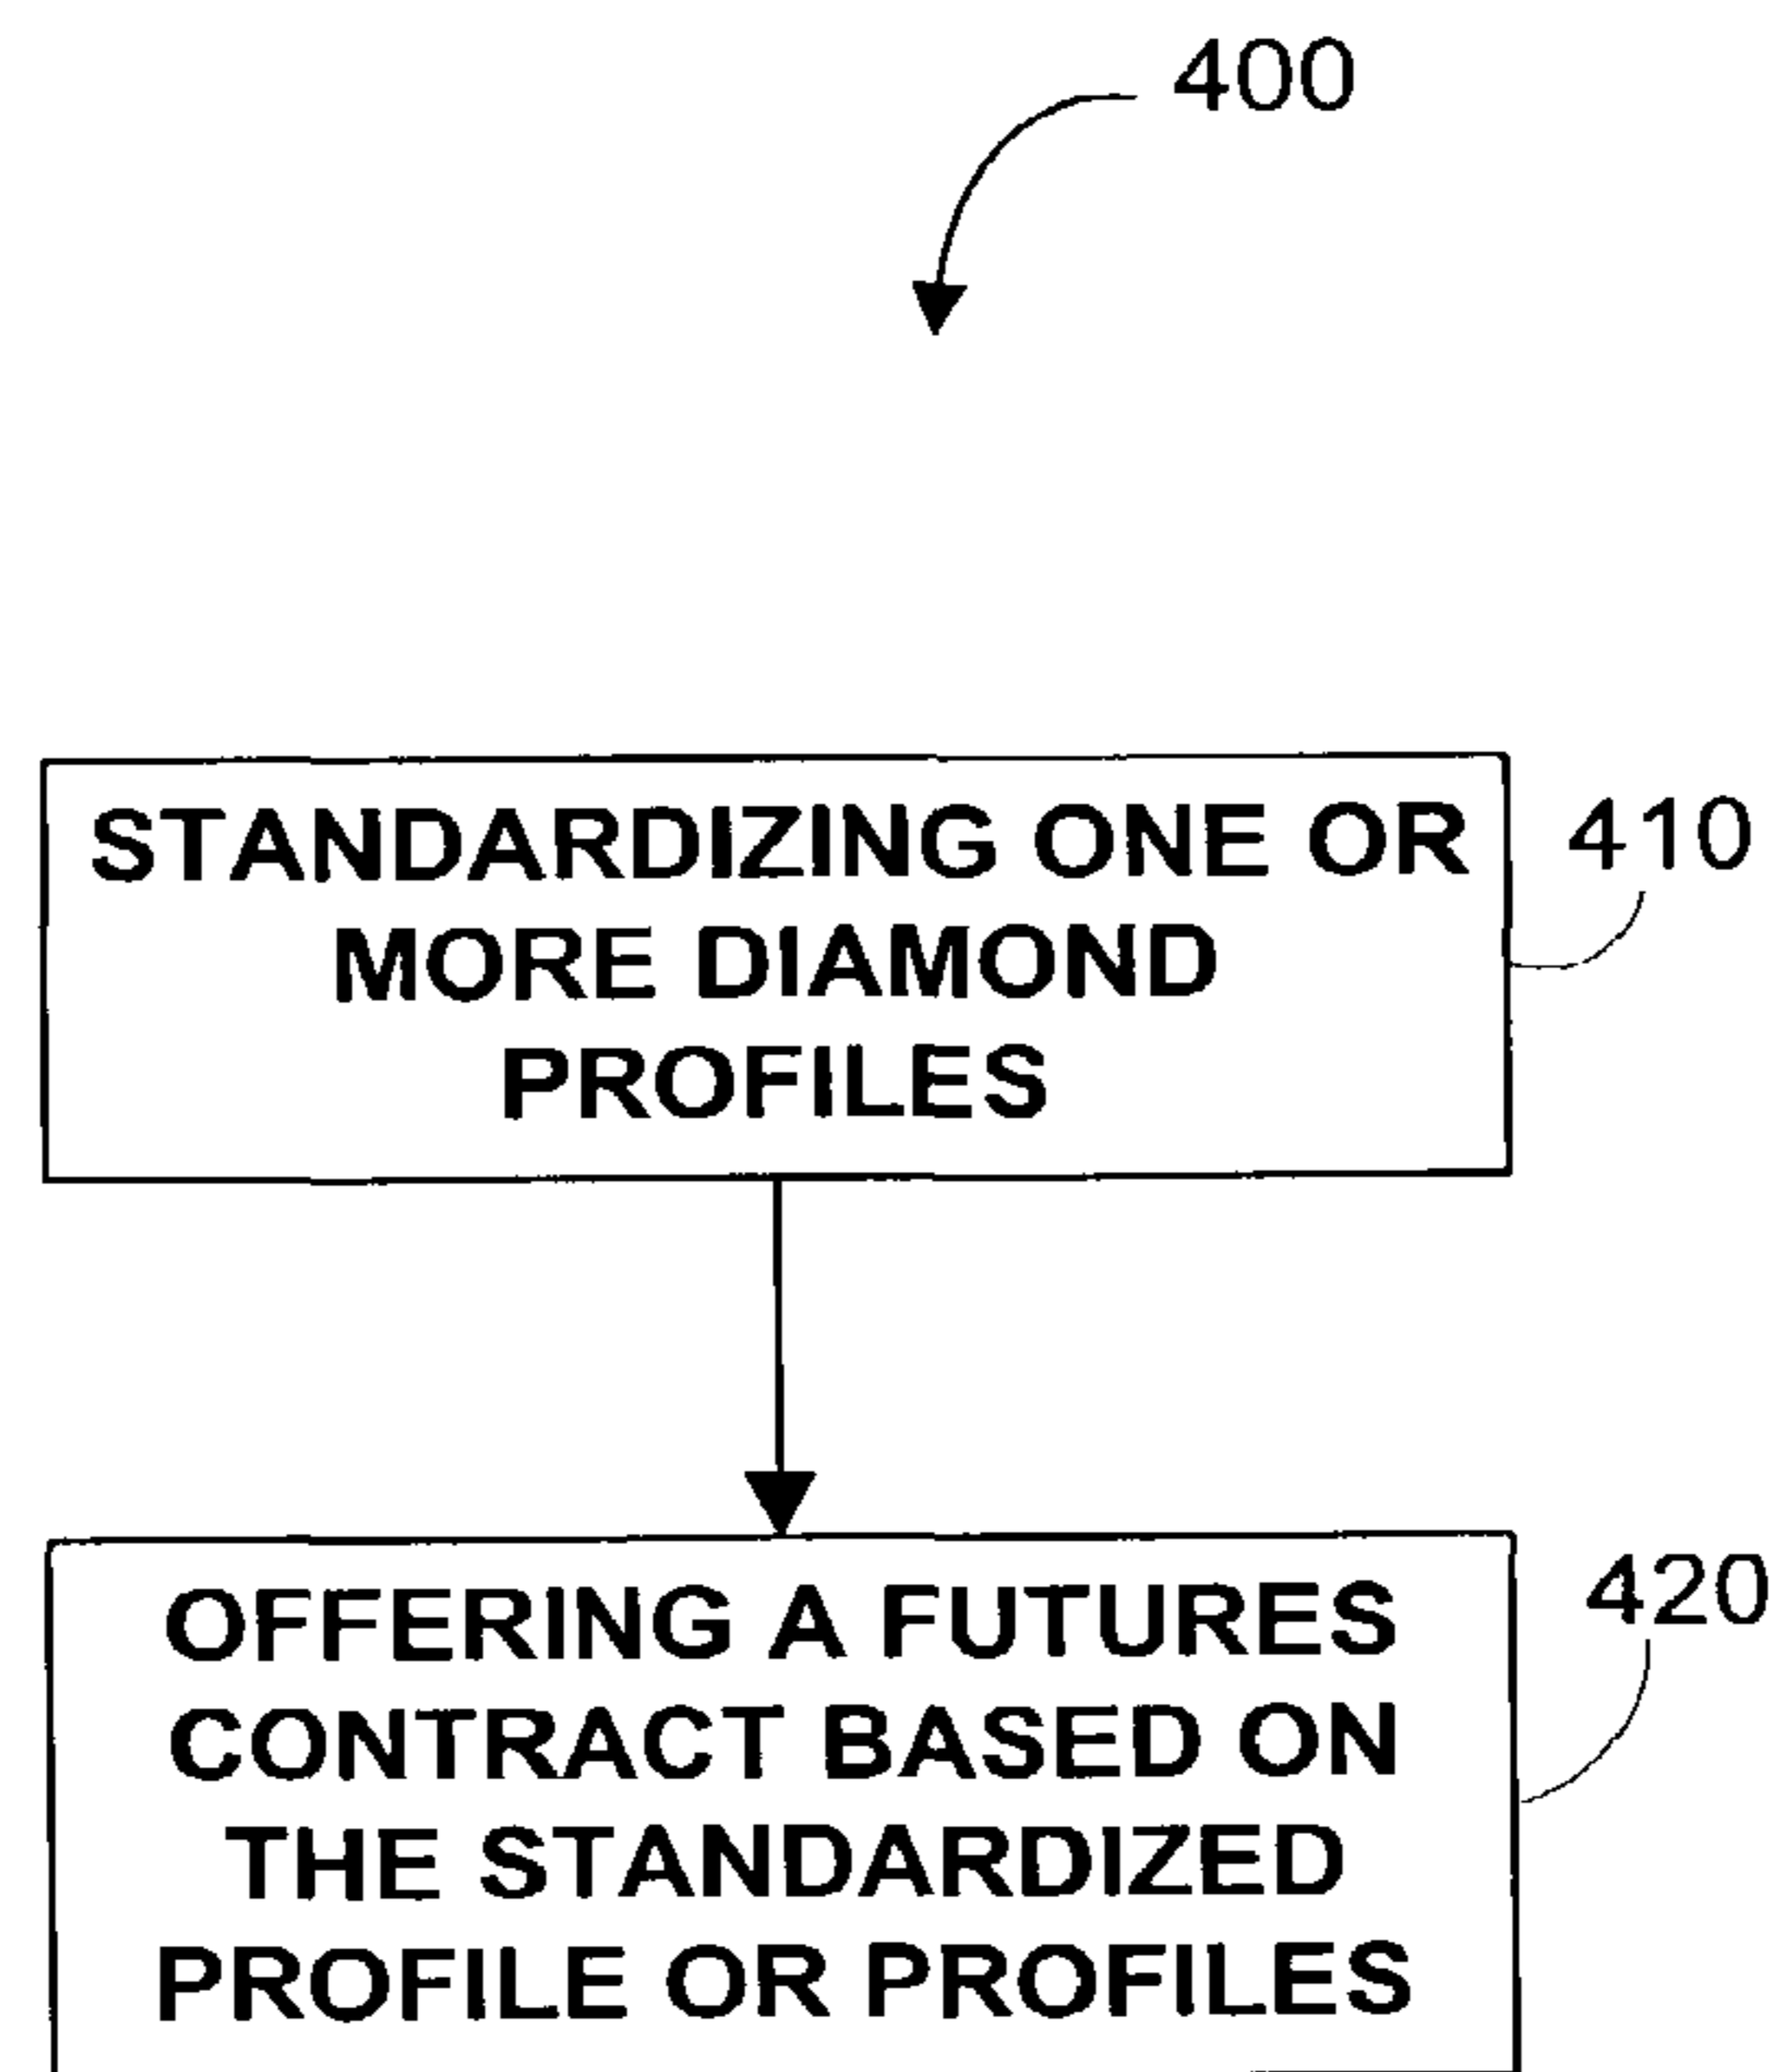 400
STANDARDIZING ONE OR
MORE DIAMOND
PROFILES
410
OFFERING A FUTURES
CONTRACT BASED ON
THE STANDARDIZED
PROFILE OR PROFILES
420